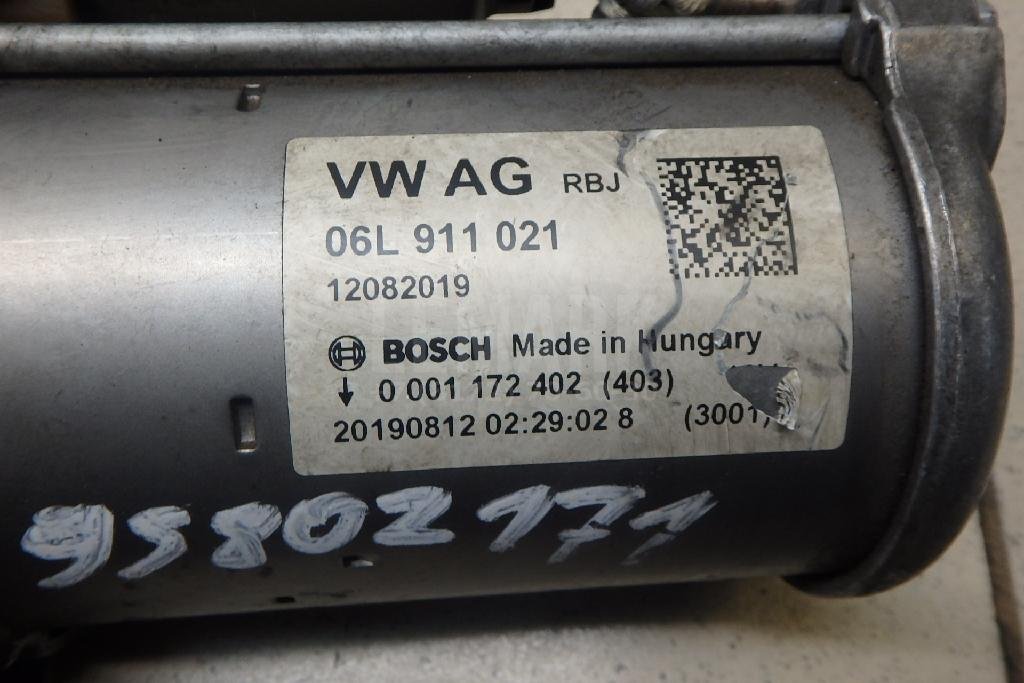 VW AG RBJ
06L 911 021
12082019
BOSCH Made in Hungary
0 001 172 402 (403)
20190812 02:29:02 8 (3001)
95802171